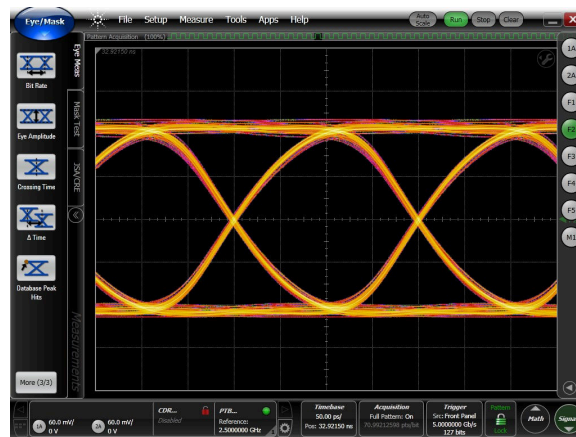 Eye/Mask
File Setup Measure Tools Apps Help
Auto Scale
Run
Stop
Clear
Pattern Acquisition (100%)
32.92150 ns
Eye Meas
Mask Test
JSA/CRE
Bit Rate
Eye Amplitude
Crossing Time
Δ Time
Database Peak
Hits
Measurements
More (3/3)
1A
2A
F1
F2
F3
F4
F5
M1
1A 60.0 mV/
0 V
2A 60.0 mV/
0 V
CDR...
Disabled
PTB...
Reference:
2.5000000 GHz
Timebase
50.00 ps/
Pos: 32.92150 ns
Acquisition
Full Pattern: On
Trigger
Src: Front Panel
5.0000000 Gb/s
127 bits
Pattern
Lock
Math
Signa